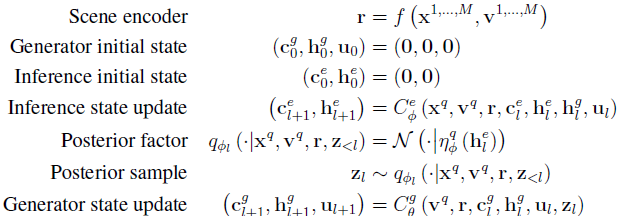 Scene encoder r = f(x^{1,...,M}, v^{1,...,M})
Generator initial state (c_0^g, h_0^g, u_0) = (0, 0, 0)
Inference initial state (c_0^e, h_0^e) = (0, 0)
Inference state update (c_{l+1}^e, h_{l+1}^e) = C_ϕ^e (x^q, v^q, r, c_l^e, h_l^e, h_l^g, u_l)
Posterior factor q_{ϕ_l} (·|x^q, v^q, r, z_{<l}) = 𝒩 (·|η_ϕ^q (h_l^e))
Posterior sample z_l ∼ q_{ϕ_l} (·|x^q, v^q, r, z_{<l})
Generator state update (c_{l+1}^g, h_{l+1}^g, u_{l+1}) = C_θ^g (v^q, r, c_l^g, h_l^g, u_l, z_l)